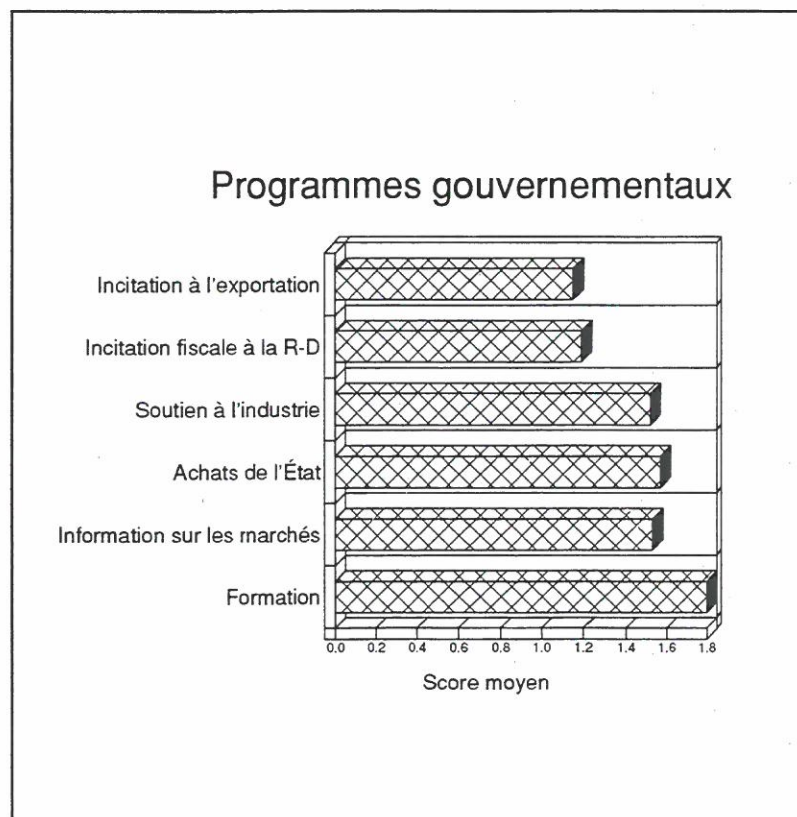 Programmes gouvernementaux
Incitation à l'exportation
Incitation fiscale à la R-D
Soutien à l'industrie
Achats de l'État
Information sur les marchés
Formation
0.0 0.2 0.4 0.6 0.8 1.0 1.2 1.4 1.6 1.8
Score moyen